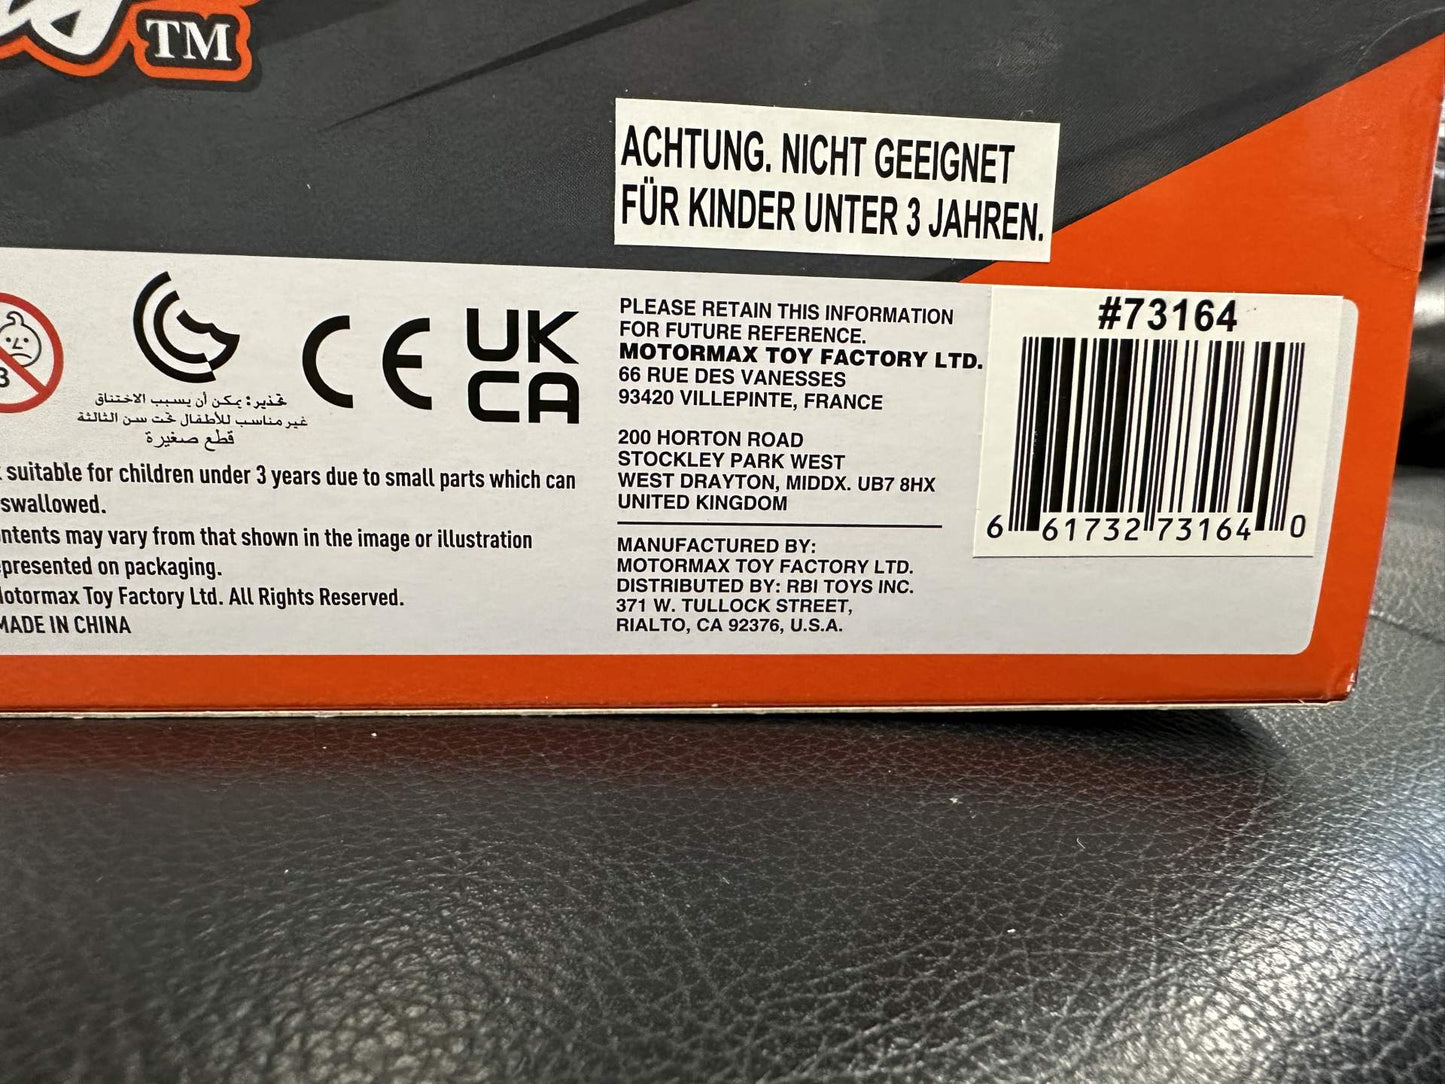 TM
ACHTUNG. NICHT GEEIGNET
FÜR KINDER UNTER 3 JAHREN.
3
تحذير: يمكن أن يسبب الاختناق
غير مناسب للأطفال تحت سن الثالثة
قطع صغيرة
CE
UK
CA
suitable for children under 3 years due to small parts which can
swallowed.
ntents may vary from that shown in the image or illustration
presented on packaging.
Motormax Toy Factory Ltd. All Rights Reserved.
MADE IN CHINA
PLEASE RETAIN THIS INFORMATION
FOR FUTURE REFERENCE.
MOTORMAX TOY FACTORY LTD.
66 RUE DES VANESSES
93420 VILLEPINTE, FRANCE
200 HORTON ROAD
STOCKLEY PARK WEST
WEST DRAYTON, MIDDX. UB7 8HX
UNITED KINGDOM
MANUFACTURED BY:
MOTORMAX TOY FACTORY LTD.
DISTRIBUTED BY: RBI TOYS INC.
371 W. TULLOCK STREET,
RIALTO, CA 92376, U.S.A.
#73164
6 61732 73164 0